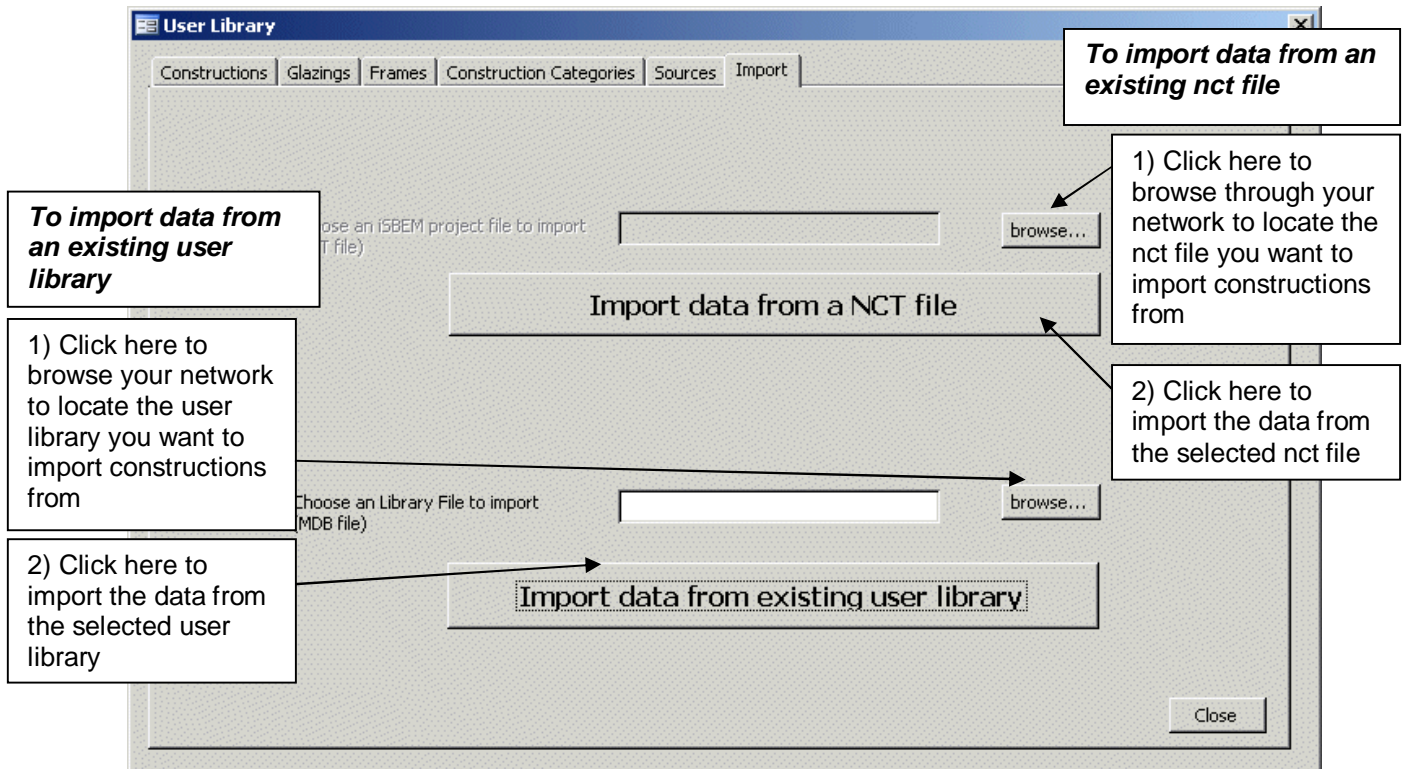 User Library
Constructions Glazings Frames Construction Categories Sources Import
To import data from an
existing nct file
1) Click here to
browse through your
network to locate the
nct file you want to
import constructions
from
an iSBEM project file to import
file)
browse...
Import data from a NCT file
2) Click here to
import the data from
the selected nct file
To import data from
an existing user
library
1) Click here to
browse your network
to locate the user
library you want to
import constructions
from
Choose an Library File to import
(MDB file)
browse...
2) Click here to
import the data from
the selected user
library
Import data from existing user library
Close